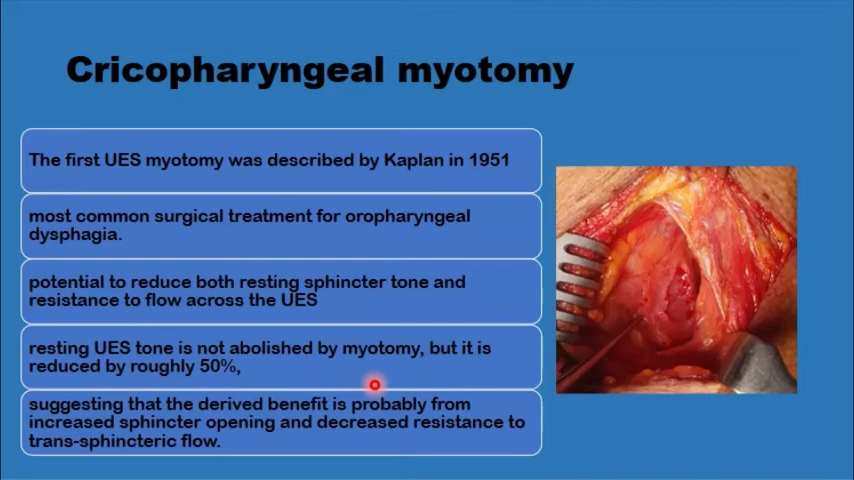 Cricopharyngeal myotomy
The first UES myotomy was described by Kaplan in 1951
most common surgical treatment for oropharyngeal
dysphagia.
potential to reduce both resting sphincter tone and
resistance to flow across the UES
resting UES tone is not abolished by myotomy, but it is
reduced by roughly 50%,
suggesting that the derived benefit is probably from
increased sphincter opening and decreased resistance to
trans-sphincteric flow.